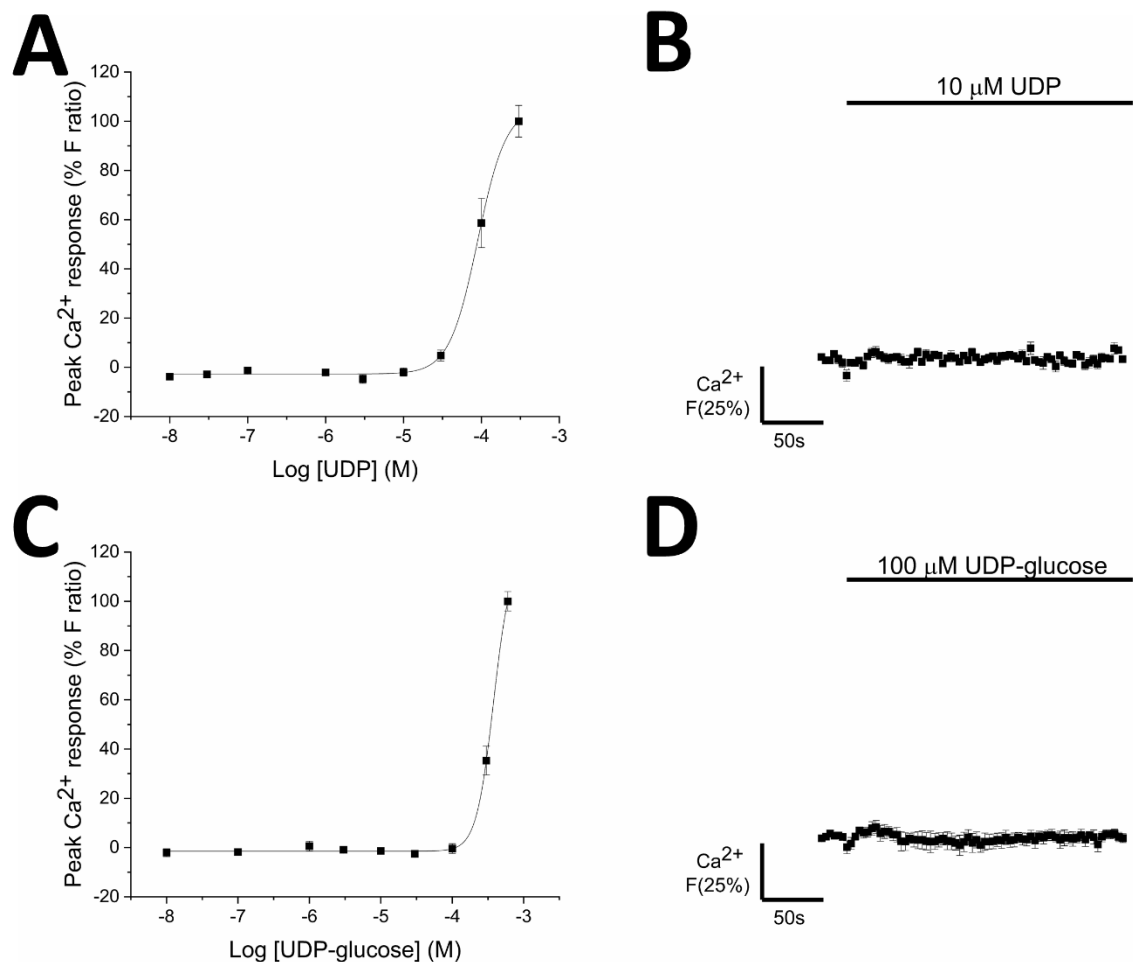 A
Peak Ca2+ response (% F ratio)
120
100
80
60
40
20
0
-20
-8
-7
-6
-5
-4
-3
Log [UDP] (M)
B
10 μM UDP
Ca2+
F(25%)
50s
C
Peak Ca2+ response (% F ratio)
120
100
80
60
40
20
0
-20
-8
-7
-6
-5
-4
-3
-2
Log [UDP-glucose] (M)
D
100 μM UDP-glucose
Ca2+
F(25%)
50s